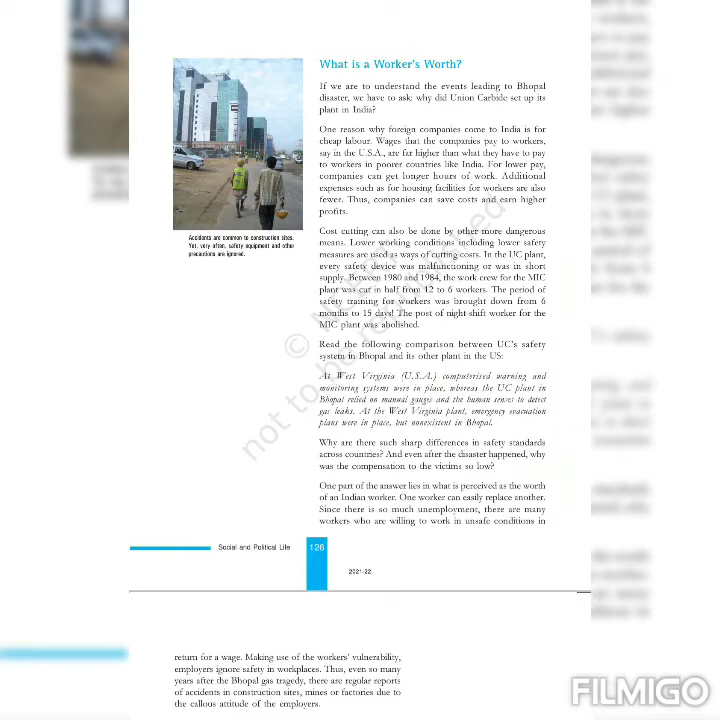 What is a Worker's Worth?
If we are to understand the events leading to Bhopal
disaster, we have to ask: why did Union Carbide set up its
plant in India?
One reason why foreign companies come to India is for
cheap labour. Wages that the companies pay to workers,
say in the U.S.A., are far higher than what they have to pay
to workers in poorer countries like India. For lower pay,
companies can get longer hours of work. Additional
expenses such as for housing facilities for workers are also
fewer. Thus, companies can save costs and earn higher
profits.
Accidents are common to construction sites.
Yet, very often, safety equipment and other
precautions are ignored.
Cost cutting can also be done by other more dangerous
means. Lower working conditions including lower safety
measures are used as ways of cutting costs. In the UC plant,
every safety device was malfunctioning or was in short
supply. Between 1980 and 1984, the work crew for the MIC
plant was cut in half from 12 to 6 workers. The period of
safety training for workers was brought down from 6
months to 15 days! The post of night-shift worker for the
MIC plant was abolished.
Read the following comparison between UC's safety
system in Bhopal and its other plant in the US:
At West Virginia (U.S.A.) computerised warning and
monitoring systems were in place, whereas the UC plant in
Bhopal relied on manual gauges and the human senses to detect
gas leaks. At the West Virginia plant, emergency evacuation
plans were in place, but nonexistent in Bhopal.
Why are there such sharp differences in safety standards
across countries? And even after the disaster happened, why
was the compensation to the victims so low?
One part of the answer lies in what is perceived as the worth
of an Indian worker. One worker can easily replace another.
Since there is so much unemployment, there are many
workers who are willing to work in unsafe conditions in
Social and Political Life
126
2021-22
return for a wage. Making use of the workers' vulnerability,
employers ignore safety in workplaces. Thus, even so many
years after the Bhopal gas tragedy, there are regular reports
of accidents in construction sites, mines or factories due to
the callous attitude of the employers.
not to be republished
FILMIGO